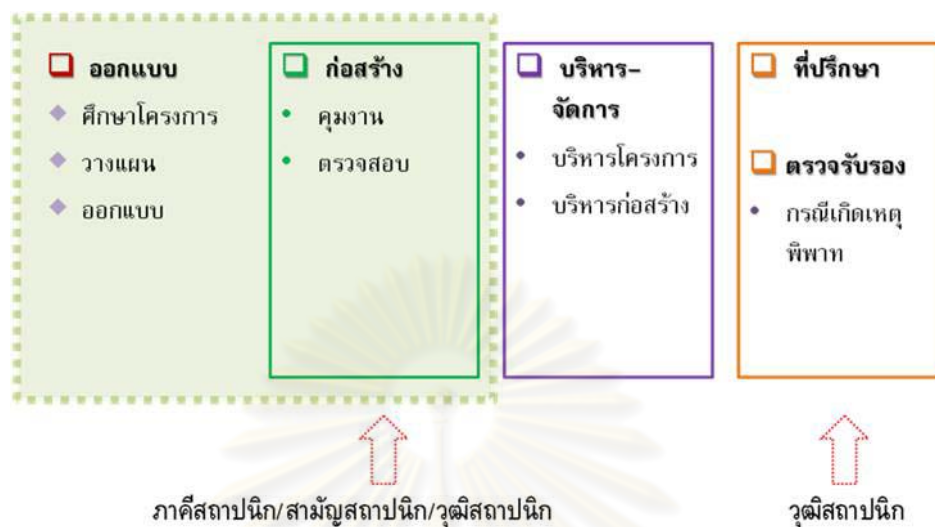 ออกแบบ
ศึกษาโครงการ
วางแผน
ออกแบบ
ก่อสร้าง
คุมงาน
ตรวจสอบ
บริหาร-
จัดการ
บริหารโครงการ
บริหารก่อสร้าง
ที่ปรึกษา
ตรวจรับรอง
กรณีเกิดเหตุ
พิพาท
ภาคีสถาปนิก/สามัญสถาปนิก/วุฒิสถาปนิก
วุฒิสถาปนิก